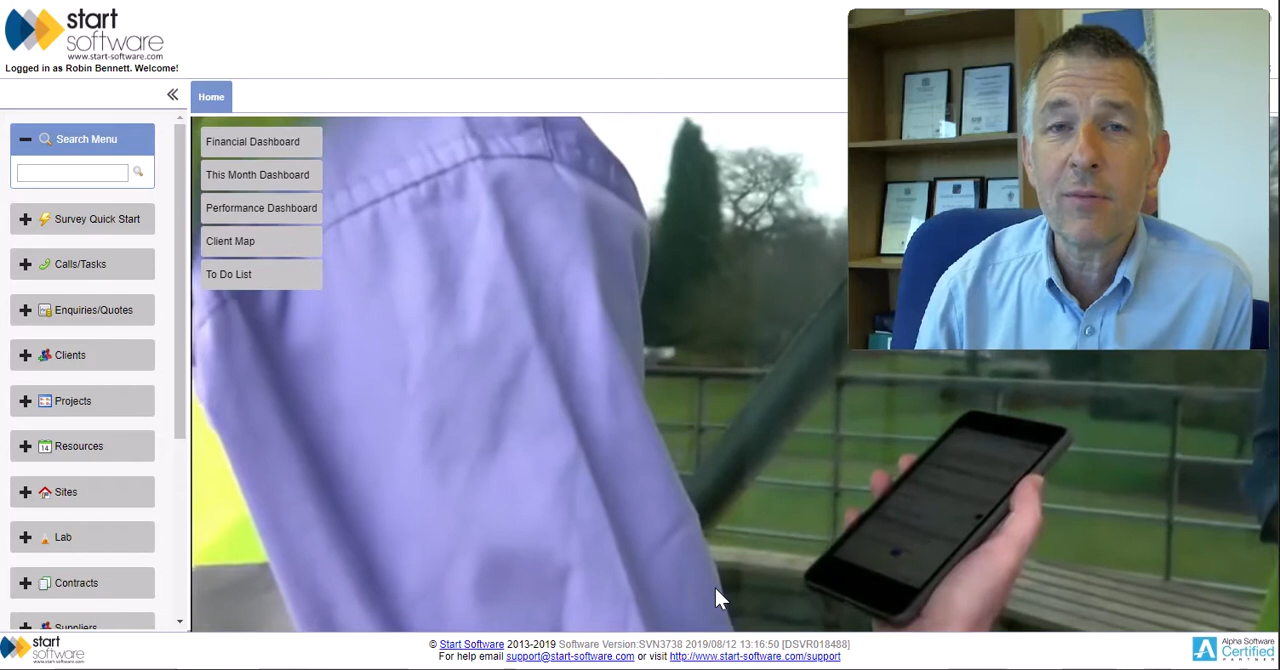 start
software
www.start-software.com
Logged in as Robin Bennett. Welcome!
Home
Search Menu
Survey Quick Start
Calls/Tasks
Enquiries/Quotes
Clients
Projects
14
Resources
Sites
Lab
Contracts
Suppliers
Financial Dashboard
This Month Dashboard
Performance Dashboard
Client Map
To Do List
start
software
© Start Software 2013-2019 Software Version:SVN3738 2019/08/12 13:16:50 [DSVR018488]
For help email support@start-software.com or visit http://www.start-software.com/support
Alpha Software
Certified
PARTNER